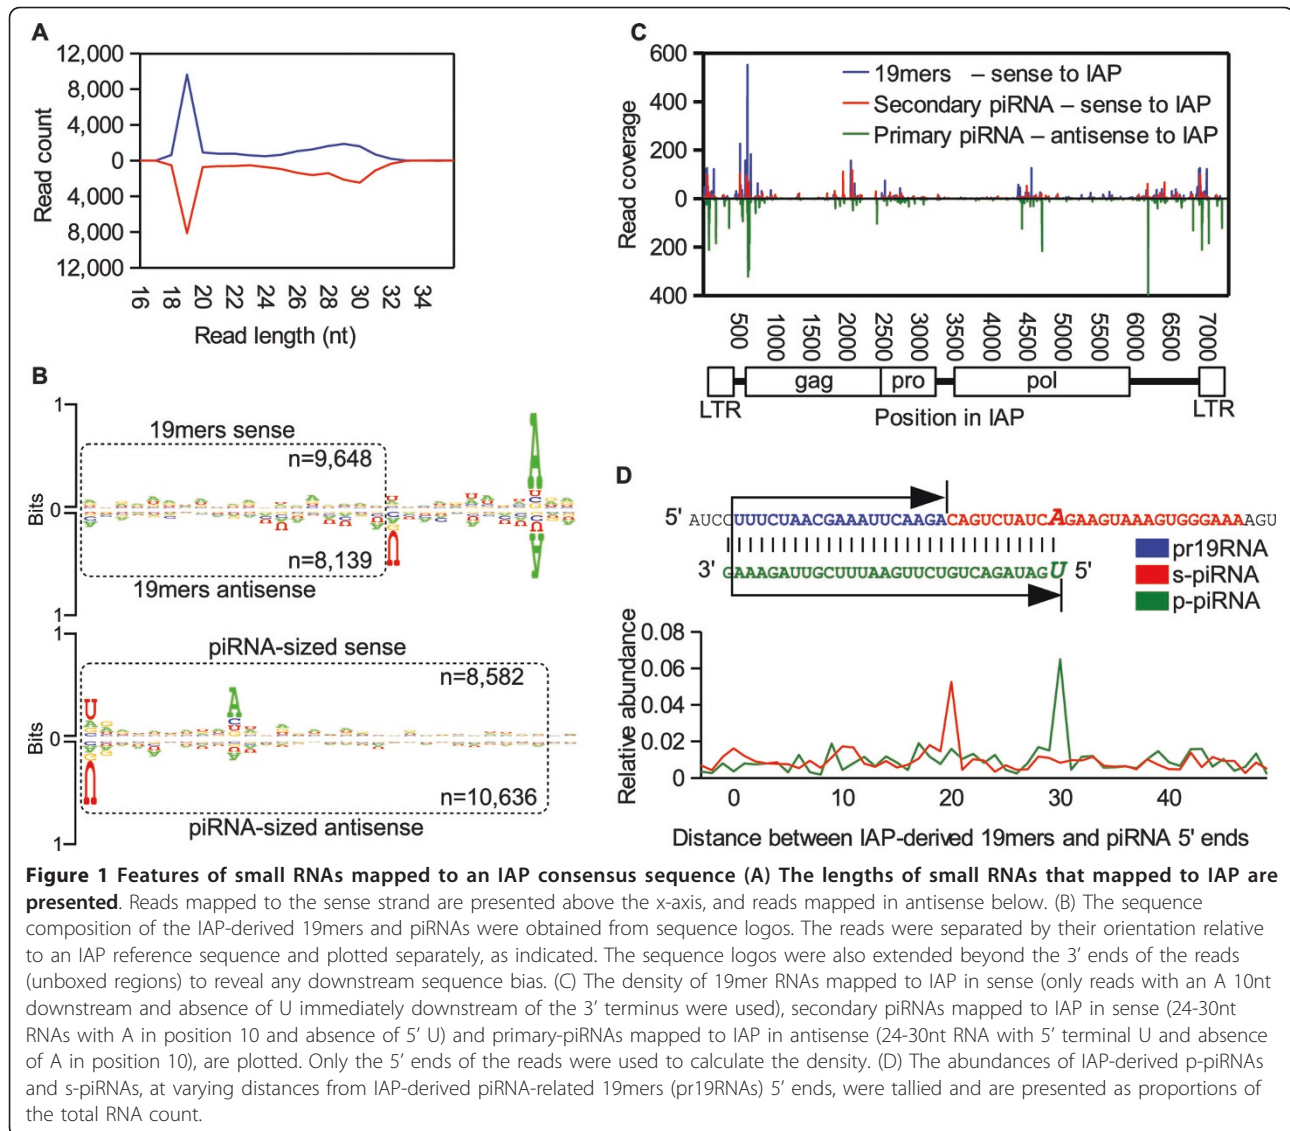 A
12,000
8,000
4,000
0
4,000
8,000
12,000
Read count
16
18
20
22
24
26
28
30
32
34
Read length (nt)
B
1
Bits
0
1
19mers sense
n=9,648
n=8,139
19mers antisense
1
Bits
0
1
piRNA-sized sense
n=8,582
n=10,636
piRNA-sized antisense
C
600
400
200
0
200
400
Read coverage
19mers – sense to IAP
Secondary piRNA – sense to IAP
Primary piRNA – antisense to IAP
500
1000
1500
2000
2500
3000
3500
4000
4500
5000
5500
6000
6500
7000
gag
pro
pol
LTR
Position in IAP
LTR
D
5' AUCCUUUCUAACGAAAUUCAAGACAGUCUAUCAGAAGUAAAGUGGGAAAAGU
3' GAAAGAUUGCUUUAAGUUCUGUCAGAUAGU 5'
pr19RNA
s-piRNA
p-piRNA
0.08
0.06
0.04
0.02
0
Relative abundance
0
10
20
30
40
Distance between IAP-derived 19mers and piRNA 5' ends
Figure 1 Features of small RNAs mapped to an IAP consensus sequence (A) The lengths of small RNAs that mapped to IAP are
presented. Reads mapped to the sense strand are presented above the x-axis, and reads mapped in antisense below. (B) The sequence
composition of the IAP-derived 19mers and piRNAs were obtained from sequence logos. The reads were separated by their orientation relative
to an IAP reference sequence and plotted separately, as indicated. The sequence logos were also extended beyond the 3' ends of the reads
(unboxed regions) to reveal any downstream sequence bias. (C) The density of 19mer RNAs mapped to IAP in sense (only reads with an A 10nt
downstream and absence of U immediately downstream of the 3' terminus were used), secondary piRNAs mapped to IAP in sense (24-30nt
RNAs with A in position 10 and absence of 5' U) and primary-piRNAs mapped to IAP in antisense (24-30nt RNA with 5' terminal U and absence
of A in position 10), are plotted. Only the 5' ends of the reads were used to calculate the density. (D) The abundances of IAP-derived p-piRNAs
and s-piRNAs, at varying distances from IAP-derived piRNA-related 19mers (pr19RNAs) 5' ends, were tallied and are presented as proportions of
the total RNA count.